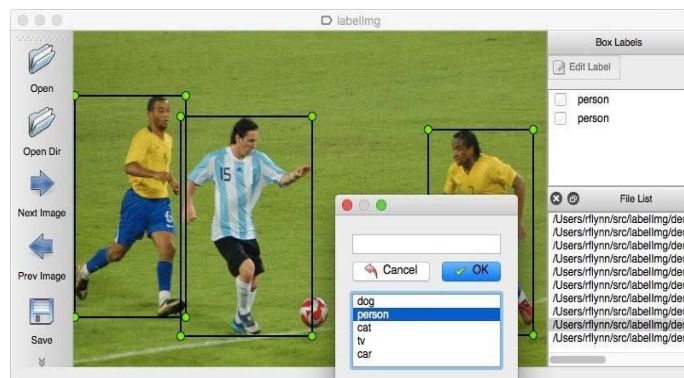 labelImg
Open
Open Dir
Next Image
Prev Image
Save
15
6
Box Labels
Edit Label
person
person
File List
/Users/rflynn/src/labelImg/de
/Users/rflynn/src/labelImg/de
/Users/rflynn/src/labelImg/de
/Users/rflynn/src/labelImg/de
/Users/rflynn/src/labelImg/de
/Users/rflynn/src/labelImg/de
/Users/rflynn/src/labelImg/de
/Users/rflynn/src/labelImg/de
/Users/rflynn/src/labelImg/de
/Users/rflynn/src/labelImg/de
Cancel
OK
dog
person
cat
tv
car